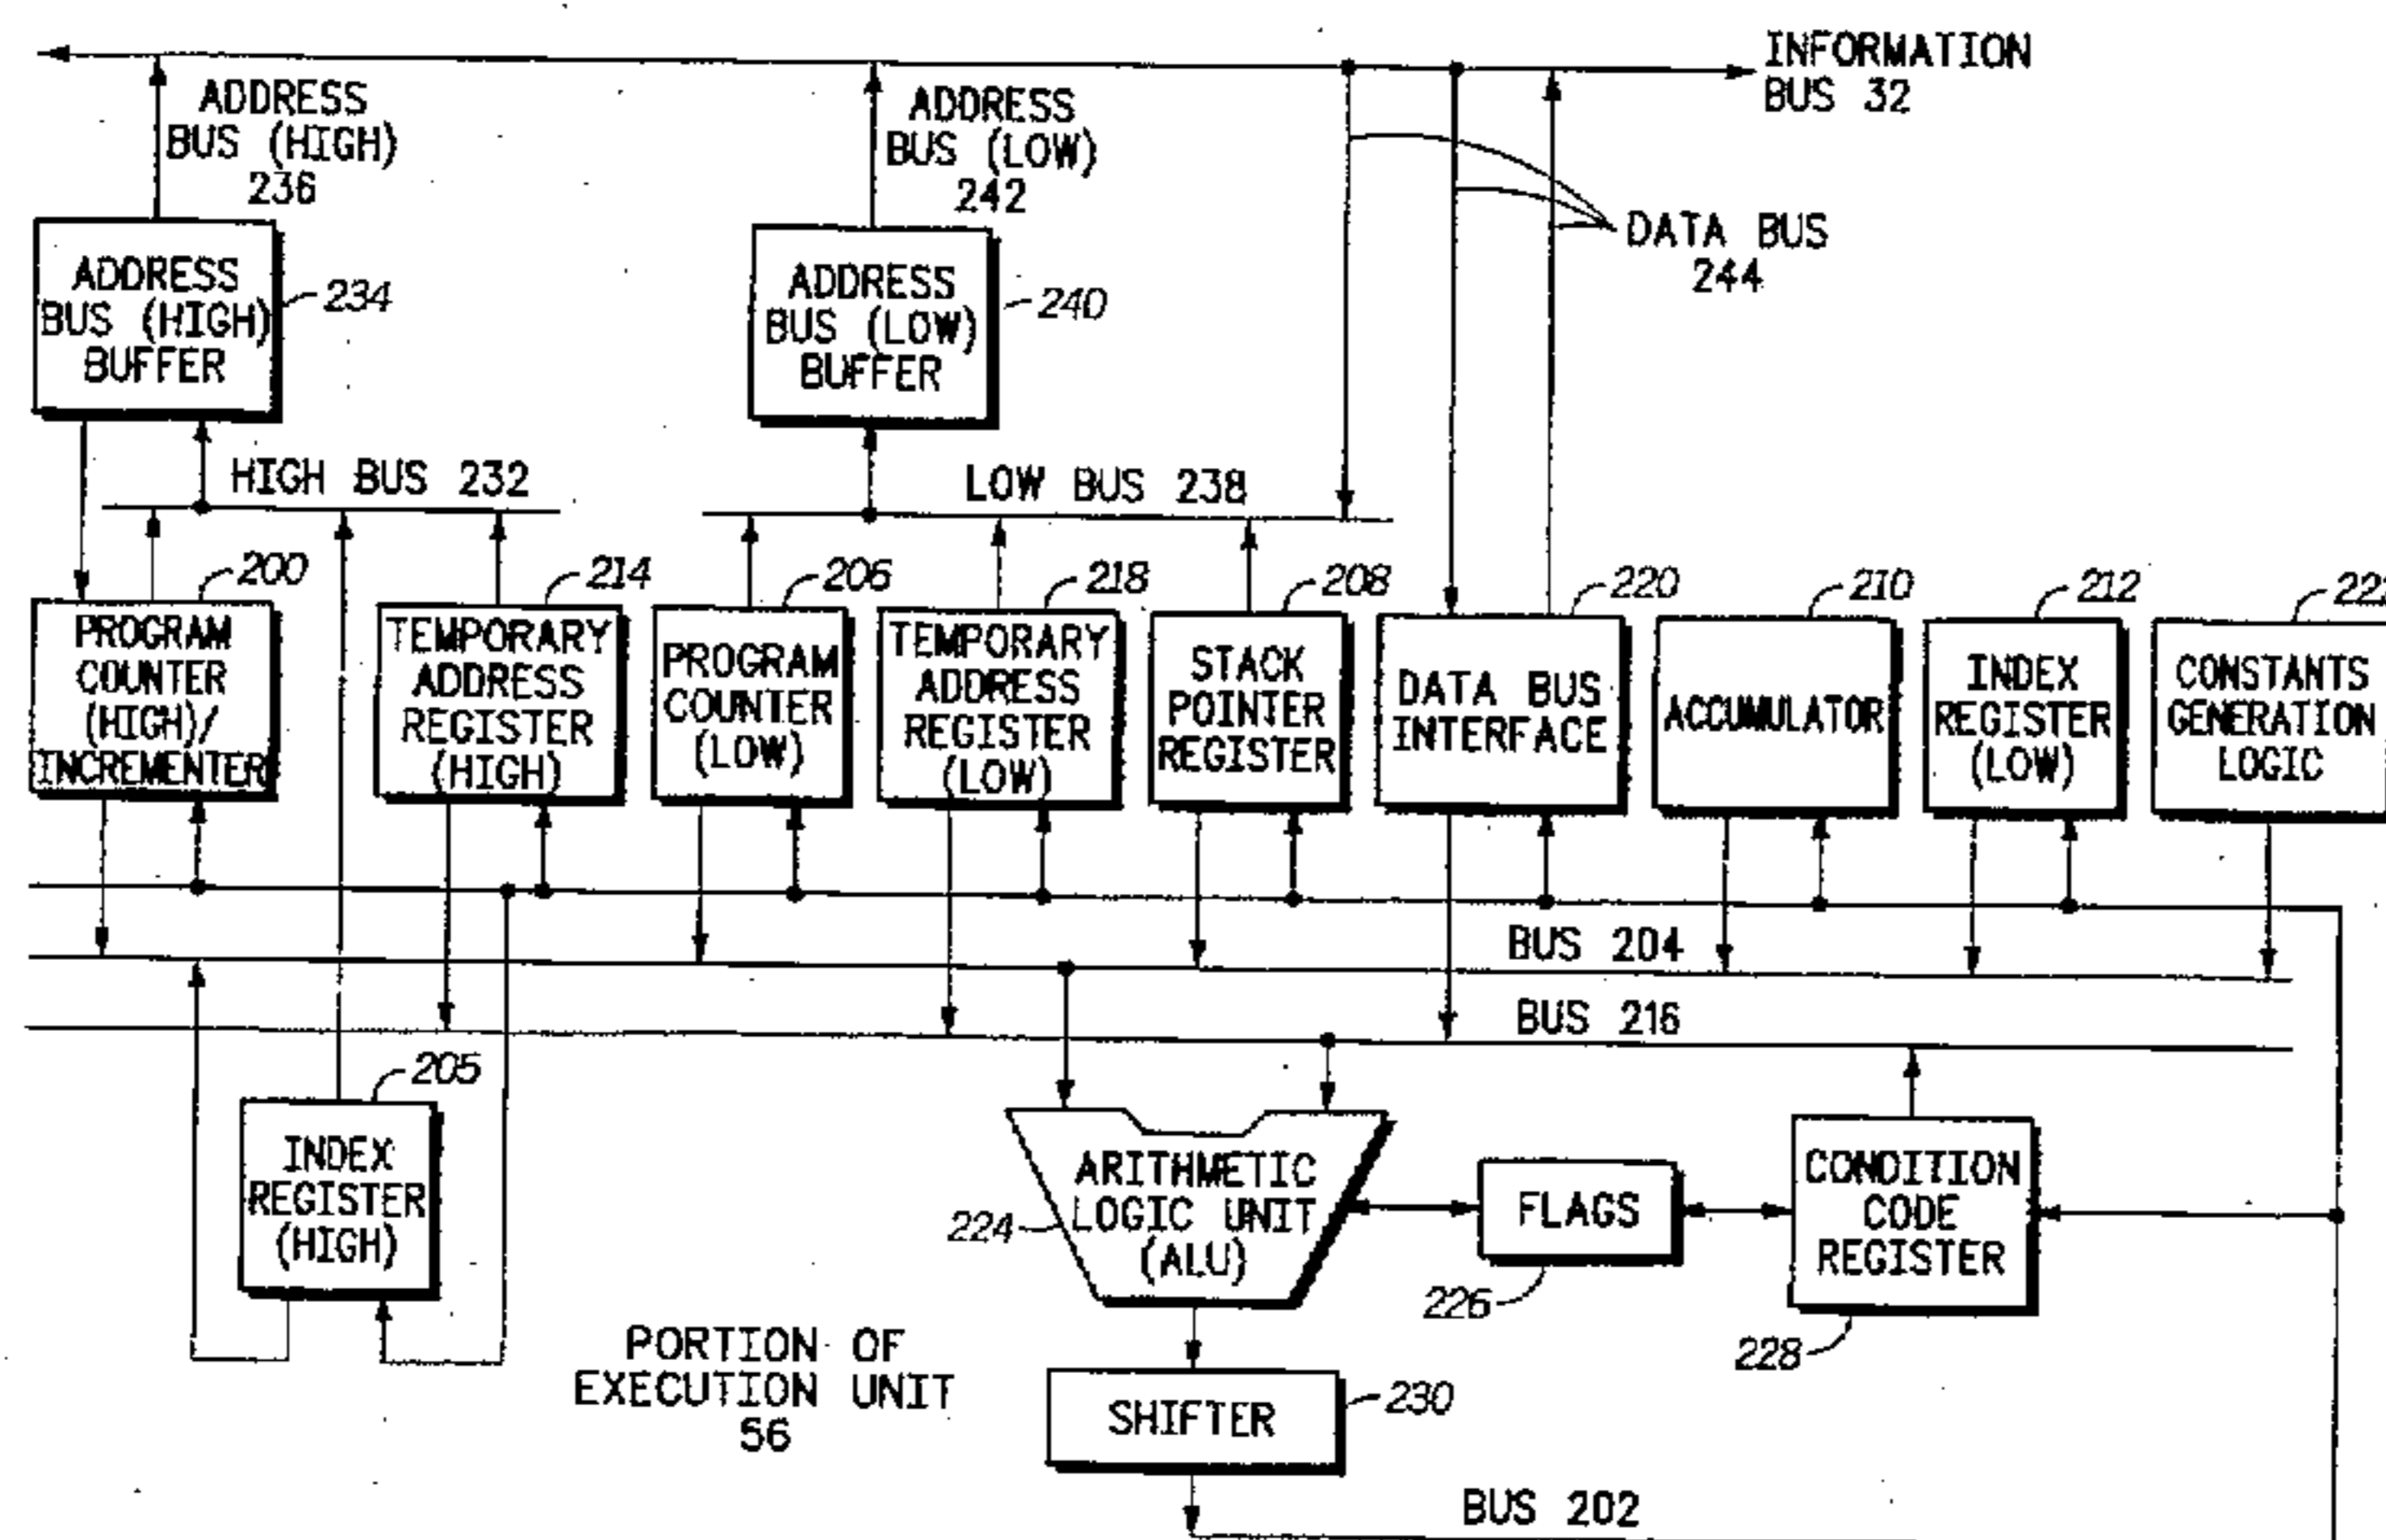 INFORMATION
BUS 32
ADDRESS
BUS (HIGH)
236
ADDRESS
BUS (LOW)
242
DATA BUS
244
ADDRESS
BUS (HIGH)
BUFFER
234
ADDRESS
BUS (LOW)
BUFFER
240
HIGH BUS 232
LOW BUS 238
200
214
206
218
208
220
210
212
PROGRAM
COUNTER
(HIGH)/
INCREMENTER
TEMPORARY
ADDRESS
REGISTER
(HIGH)
PROGRAM
COUNTER
(LOW)
TEMPORARY
ADDRESS
REGISTER
(LOW)
STACK
POINTER
REGISTER
DATA BUS
INTERFACE
ACCUMULATOR
INDEX
REGISTER
(LOW)
CONSTANTS
GENERATION
LOGIC
BUS 204
BUS 216
205
INDEX
REGISTER
(HIGH)
ARITHMETIC
LOGIC UNIT
(ALU)
224
FLAGS
226
CONDITION
CODE
REGISTER
228
PORTION OF
EXECUTION UNIT
56
SHIFTER
230
BUS 202